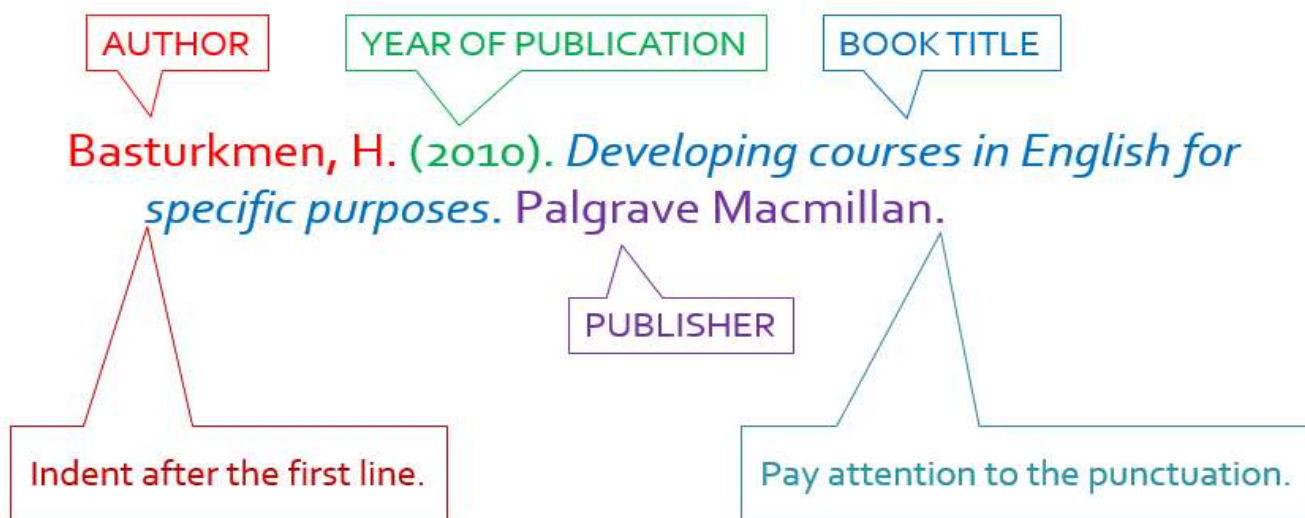 AUTHOR
YEAR OF PUBLICATION
BOOK TITLE
Basturkmen, H. (2010). Developing courses in English for
specific purposes. Palgrave Macmillan.
PUBLISHER
Indent after the first line.
Pay attention to the punctuation.